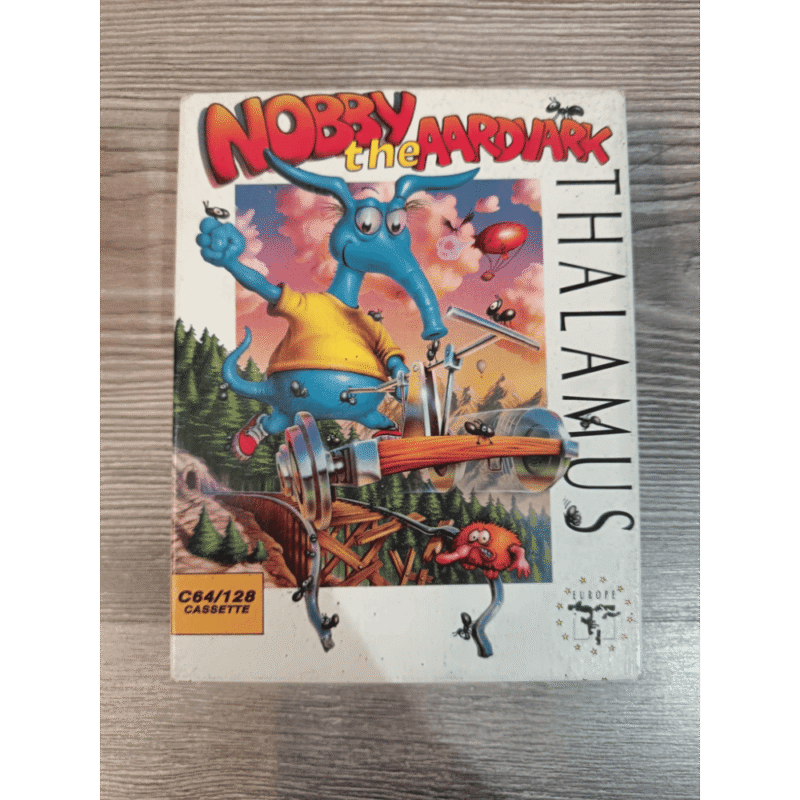 NOBBY
the AARDVARK
THALAMUS
C64/128
CASSETTE
EUROPE